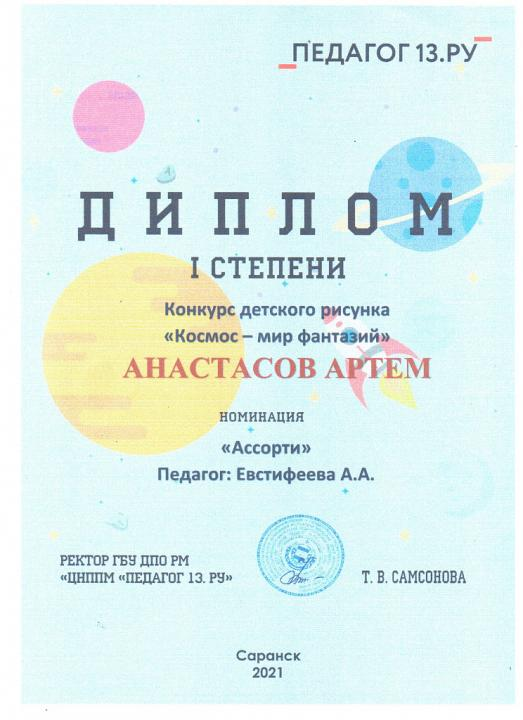 ПЕДАГОГ 13.РУ
ДИПЛОМ
I СТЕПЕНИ
Конкурс детского рисунка
«Космос – мир фантазий»
АНАСТАСОВ АРТЕМ
НОМИНАЦИЯ
«Ассорти»
Педагог: Евстифеева А.А.
РЕКТОР ГБУ ДПО РМ
«ЦНППМ «ПЕДАГОГ 13. РУ»
Т. В. САМСОНОВА
Саранск
2021